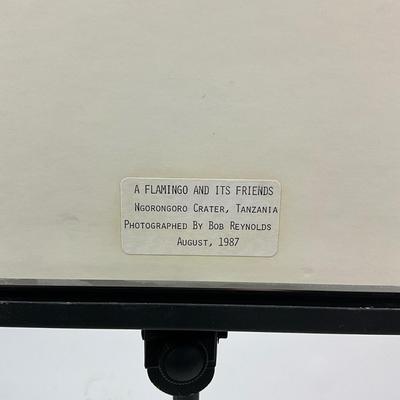 A FLAMINGO AND ITS FRIENDS
NGORONGORO CRATER, TANZANIA
PHOTOGRAPHED BY BOB REYNOLDS
AUGUST, 1987